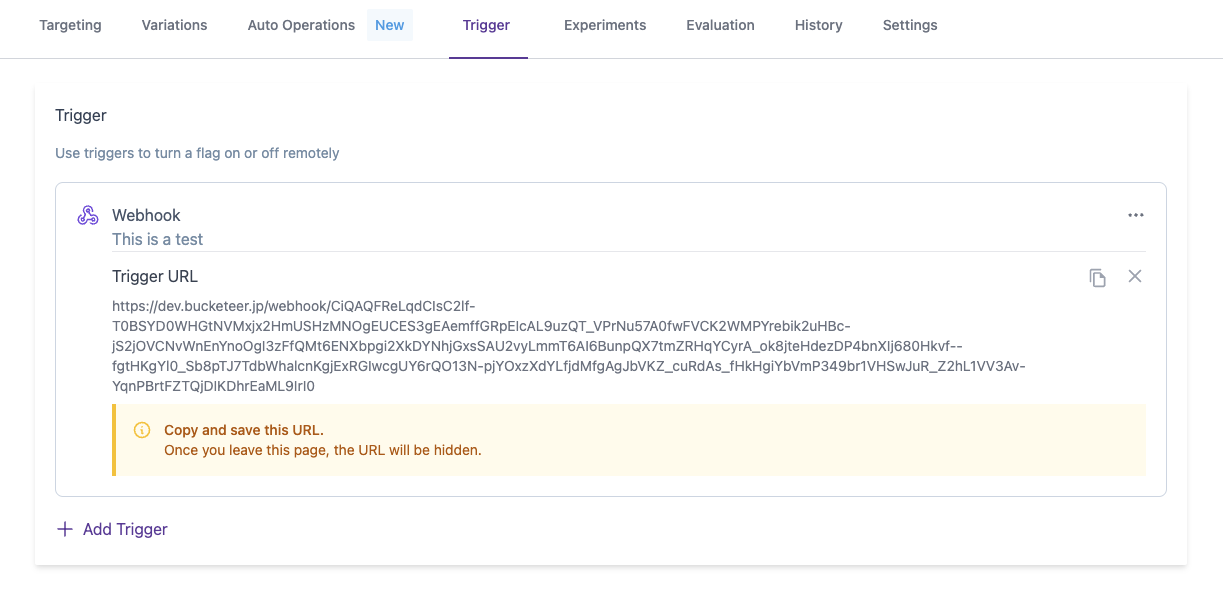 Targeting Variations Auto Operations New Trigger Experiments Evaluation History Settings
Trigger
Use triggers to turn a flag on or off remotely
Webhook
This is a test
Trigger URL
https://dev.bucketeer.jp/webhook/CiQAQFReLqdClsC2lf-
T0BSYD0WHGtNVMxjx2HmUSHzMNOgEUCES3gEAemffGRpElcAL9uzQT_VPrNu57A0fwFVCK2WMPYrebik2uHBc-
jS2jOVCNvWnEnYnoOgl3zFfQMt6ENXbpgi2XkDYNhjGxsSAU2vyLmmT6AI6BunpQX7tmZRHqYCyrA_ok8jteHdezDP4bnXlj680Hkvf--
fgtHKgYl0_Sb8pTJ7TdbWhalcnKgjExRGlwcgUY6rQO13N-pjYOxzXdYLfjdMfgAgJbVKZ_cuRdAs_fHkHgiYbVmP349br1VHSwJuR_Z2hL1VV3Av-
YqnPBrtFZTQjDlKDhrEaML9Irl0
Copy and save this URL.
Once you leave this page, the URL will be hidden.
Add Trigger